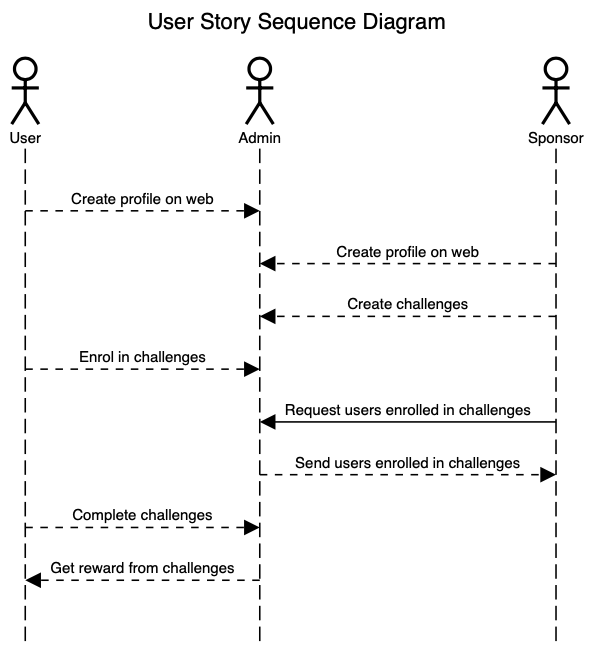 User Story Sequence Diagram
User
Admin
Sponsor
Create profile on web
Create profile on web
Create challenges
Enrol in challenges
Request users enrolled in challenges
Send users enrolled in challenges
Complete challenges
Get reward from challenges